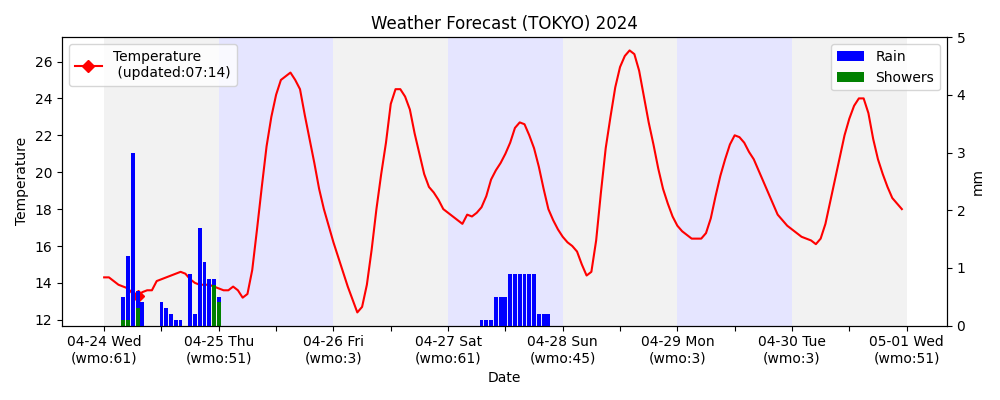 Weather Forecast (TOKYO) 2024
Temperature
(updated:07:14)
Rain
Showers
Temperature
26
24
22
20
18
16
14
12
5
4
3
2
1
0
mm
04-24 Wed
(wmo:61)
04-25 Thu
(wmo:51)
04-26 Fri
(wmo:3)
04-27 Sat
(wmo:61)
04-28 Sun
(wmo:45)
04-29 Mon
(wmo:3)
04-30 Tue
(wmo:3)
05-01 Wed
(wmo:51)
Date